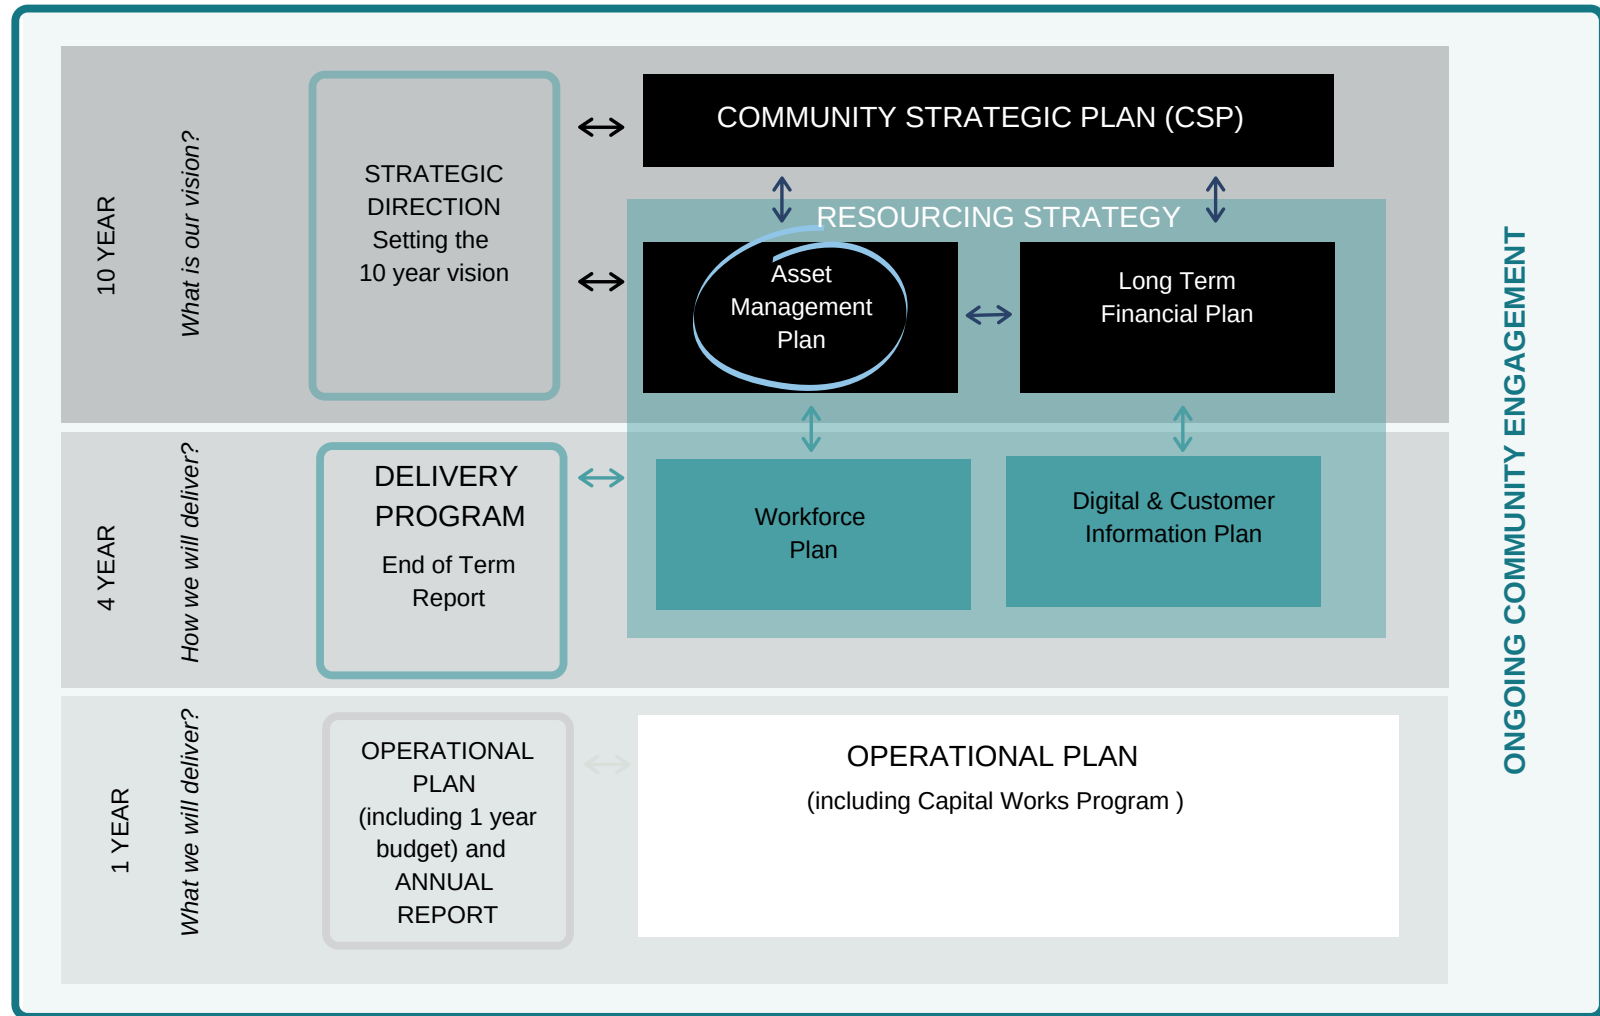 10 YEAR
What is our vision?
STRATEGIC
DIRECTION
Setting the
10 year vision
COMMUNITY STRATEGIC PLAN (CSP)
RESOURCING STRATEGY
Asset
Management
Plan
Long Term
Financial Plan
4 YEAR
How we will deliver?
DELIVERY
PROGRAM
End of Term
Report
Workforce
Plan
Digital & Customer
Information Plan
1 YEAR
What we will deliver?
OPERATIONAL
PLAN
(including 1 year
budget) and
ANNUAL
REPORT
OPERATIONAL PLAN
(including Capital Works Program )
ONGOING COMMUNITY ENGAGEMENT